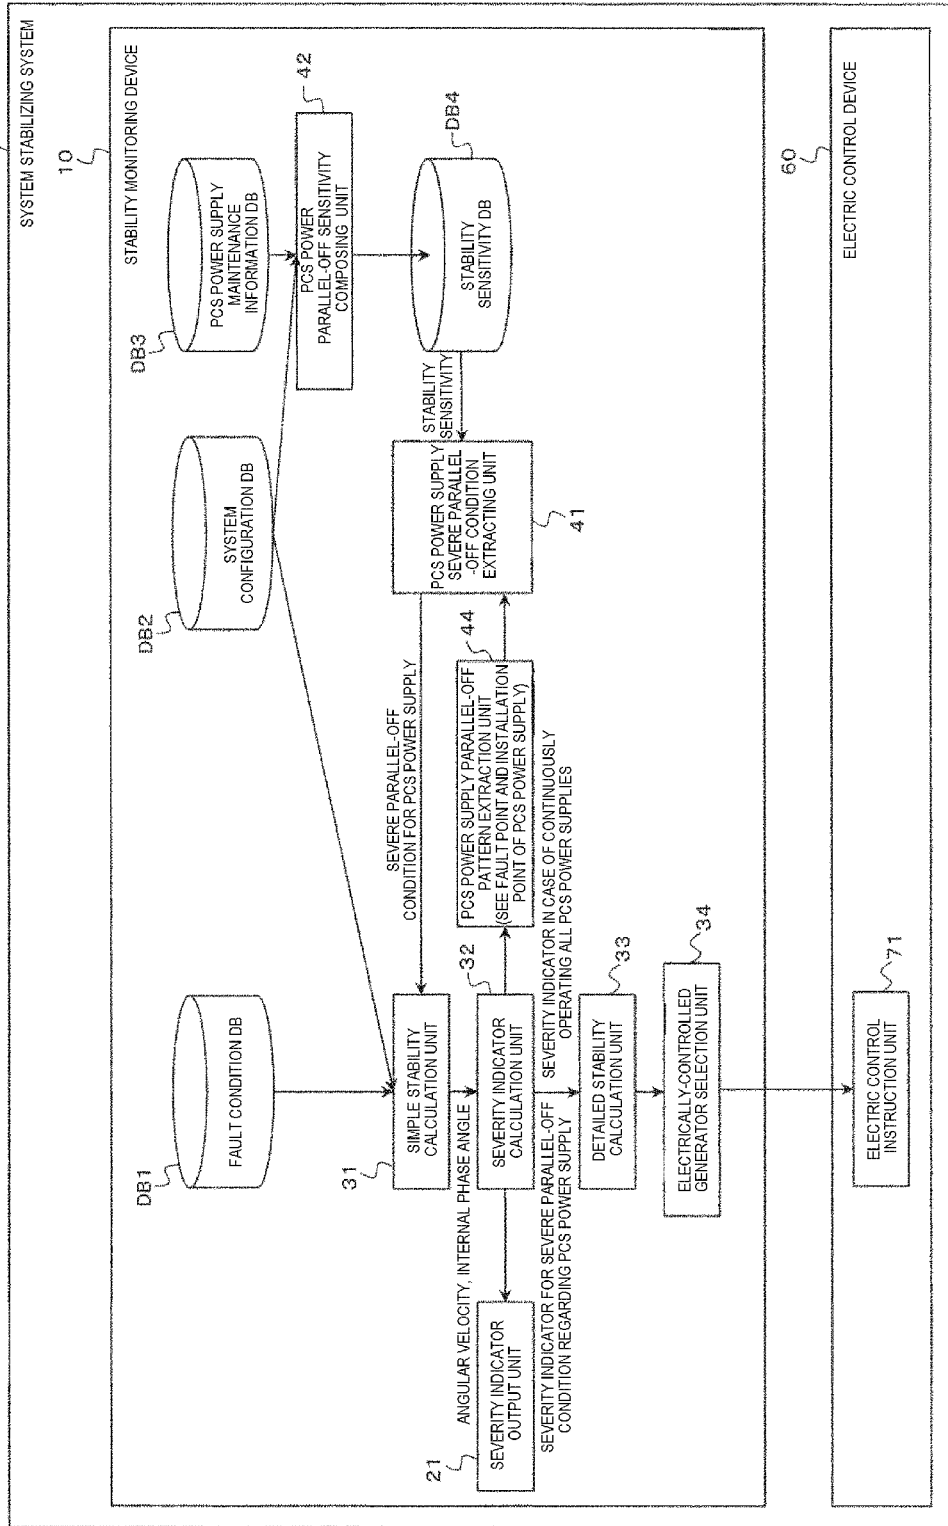 SYSTEM STABILIZING SYSTEM
10
STABILITY MONITORING DEVICE
DB1
FAULT CONDITION DB
DB2
SYSTEM
CONFIGURATION DB
DB3
PCS POWER SUPPLY
MAINTENANCE
INFORMATION DB
42
PCS POWER
PARALLEL-OFF SENSITIVITY
COMPOSING UNIT
DB4
STABILITY
SENSITIVITY DB
STABILITY
SENSITIVITY
PCS POWER SUPPLY
SEVERE PARALLEL
-OFF CONDITION
EXTRACTING UNIT
41
SEVERE PARALLEL-OFF
CONDITION FOR PCS POWER SUPPLY
31
SIMPLE STABILITY
CALCULATION UNIT
ANGULAR VELOCITY, INTERNAL PHASE ANGLE
32
SEVERITY INDICATOR
CALCULATION UNIT
44
PCS POWER SUPPLY PARALLEL-OFF
PATTERN EXTRACTION UNIT
(SEE FAULT POINT AND INSTALLATION
POINT OF PCS POWER SUPPLY)
21
SEVERITY INDICATOR
OUTPUT UNIT
SEVERITY INDICATOR FOR SEVERE PARALLEL-OFF
CONDITION REGARDING PCS POWER SUPPLY
SEVERITY INDICATOR IN CASE OF CONTINUOUSLY
OPERATING ALL PCS POWER SUPPLIES
33
DETAILED STABILITY
CALCULATION UNIT
34
ELECTRICALLY-CONTROLLED
GENERATOR SELECTION UNIT
60
ELECTRIC CONTROL DEVICE
71
ELECTRIC CONTROL
INSTRUCTION UNIT